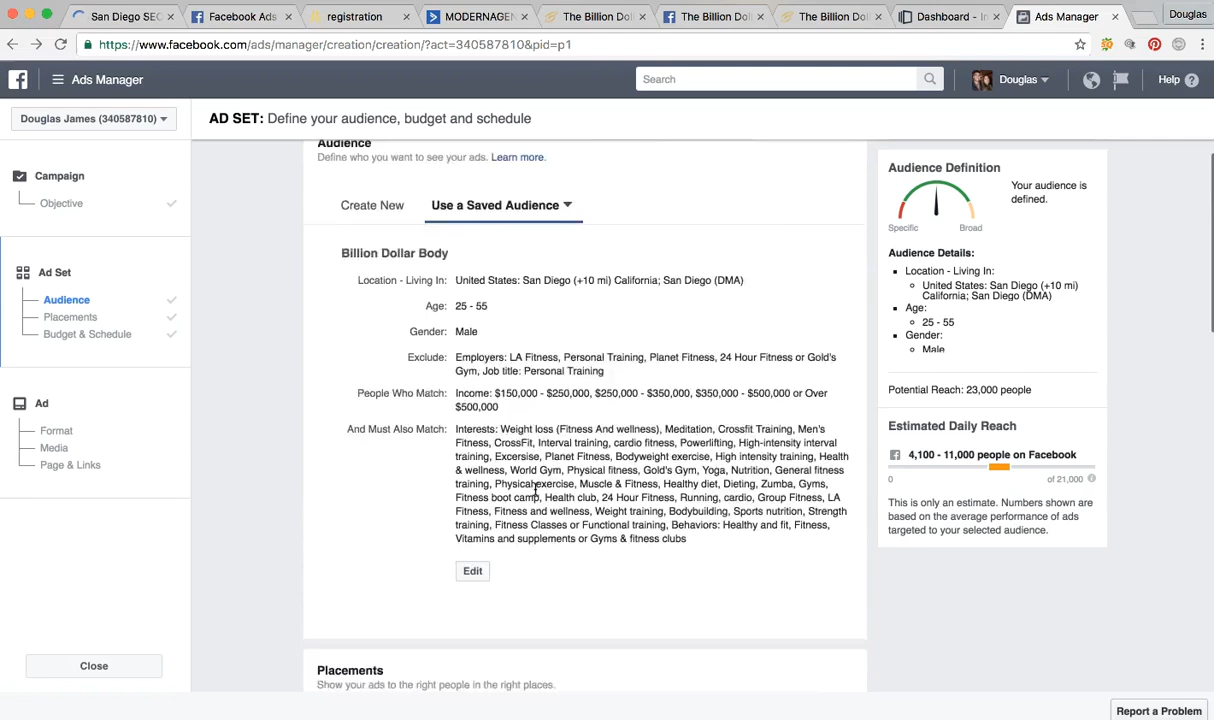 San Diego SEC
Facebook Ads
registration
MODERNAGEN
The Billion Doll
The Billion Doll
The Billion Doll
Dashboard - In
Ads Manager
Douglas
https://www.facebook.com/ads/manager/creation/creation/?act=340587810&pid=p1
Ads Manager
Search
Douglas
Help
Douglas James (340587810)
AD SET: Define your audience, budget and schedule
Campaign
Objective
Ad Set
Audience
Placements
Budget & Schedule
Ad
Format
Media
Page & Links
Close
Audience
Define who you want to see your ads. Learn more.
Create New
Use a Saved Audience
Billion Dollar Body
Location - Living In: United States: San Diego (+10 mi) California; San Diego (DMA)
Age: 25 - 55
Gender: Male
Exclude: Employers: LA Fitness, Personal Training, Planet Fitness, 24 Hour Fitness or Gold's
Gym, Job title: Personal Training
People Who Match: Income: $150,000 - $250,000, $250,000 - $350,000, $350,000 - $500,000 or Over
$500,000
And Must Also Match: Interests: Weight loss (Fitness And wellness), Meditation, Crossfit Training, Men's
Fitness, CrossFit, Interval training, cardio fitness, Powerlifting, High-intensity interval
training, Excersise, Planet Fitness, Bodyweight exercise, High intensity training, Health
& wellness, World Gym, Physical fitness, Gold's Gym, Yoga, Nutrition, General fitness
training, Physical exercise, Muscle & Fitness, Healthy diet, Dieting, Zumba, Gyms,
Fitness boot camp, Health club, 24 Hour Fitness, Running, cardio, Group Fitness, LA
Fitness, Fitness and wellness, Weight training, Bodybuilding, Sports nutrition, Strength
training, Fitness Classes or Functional training, Behaviors: Healthy and fit, Fitness,
Vitamins and supplements or Gyms & fitness clubs
Edit
Placements
Show your ads to the right people in the right places.
Audience Definition
Your audience is
defined.
Specific
Broad
Audience Details:
Location - Living In:
United States: San Diego (+10 mi)
California; San Diego (DMA)
Age:
25 - 55
Gender:
Male
Potential Reach: 23,000 people
Estimated Daily Reach
4,100 - 11,000 people on Facebook
0
of 21,000
This is only an estimate. Numbers shown are
based on the average performance of ads
targeted to your selected audience.
Report a Problem